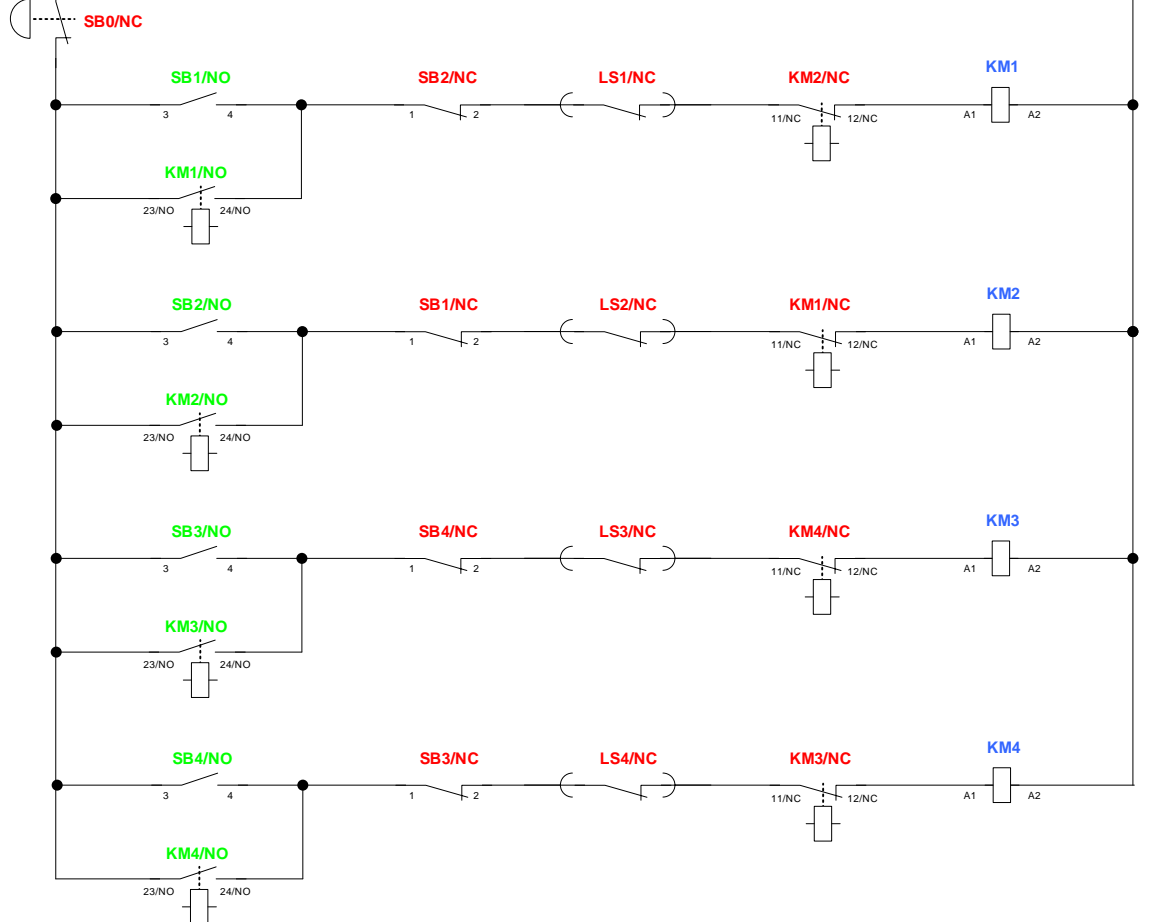 SB0/NC
SB1/NO SB2/NC LS1/NC KM2/NC KM1
3 4 1 2 11/NC 12/NC A1 A2
KM1/NO
23/NO 24/NO
SB2/NO SB1/NC LS2/NC KM1/NC KM2
3 4 1 2 11/NC 12/NC A1 A2
KM2/NO
23/NO 24/NO
SB3/NO SB4/NC LS3/NC KM4/NC KM3
3 4 1 2 11/NC 12/NC A1 A2
KM3/NO
23/NO 24/NO
SB4/NO SB3/NC LS4/NC KM3/NC KM4
3 4 1 2 11/NC 12/NC A1 A2
KM4/NO
23/NO 24/NO